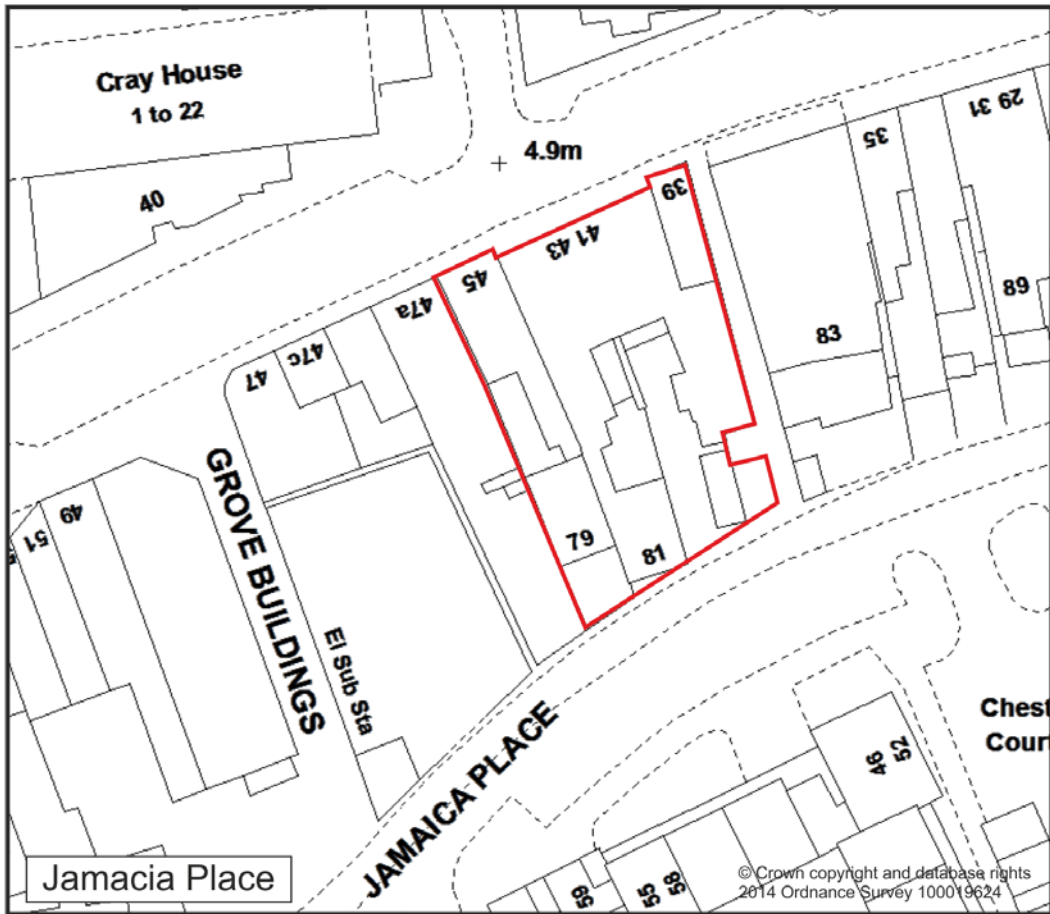 Cray House
1 to 22
40
4.9m
39
35
29 31
41 43
45
47a
47c
47
83
89
GROVE BUILDINGS
49
51
79
81
El Sub Sta
JAMAICA PLACE
Chest
Court
46
52
59
55
58
Jamacia Place
© Crown copyright and database rights
2014 Ordnance Survey 100019624